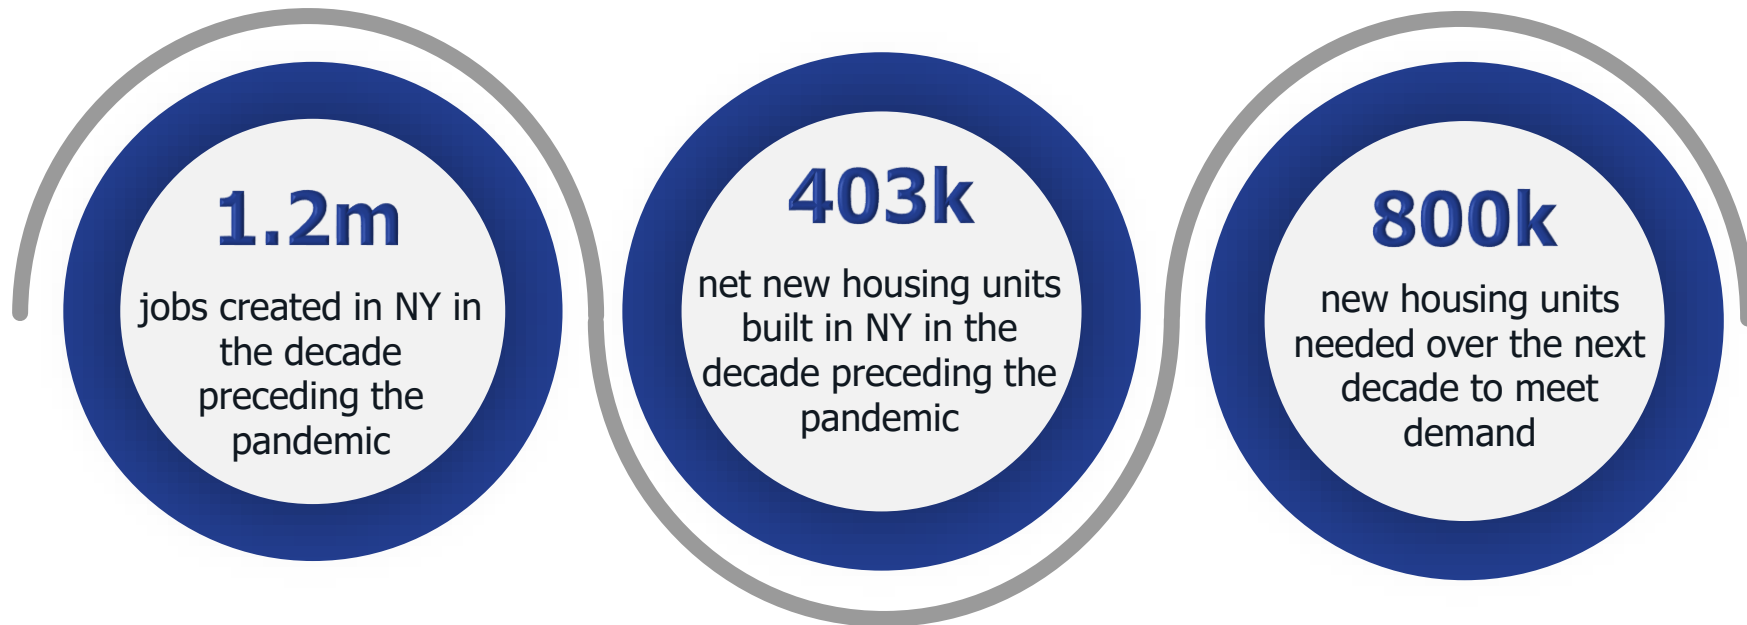 1.2m
jobs created in NY in
the decade
preceding the
pandemic
403k
net new housing units
built in NY in the
decade preceding the
pandemic
800k
new housing units
needed over the next
decade to meet
demand